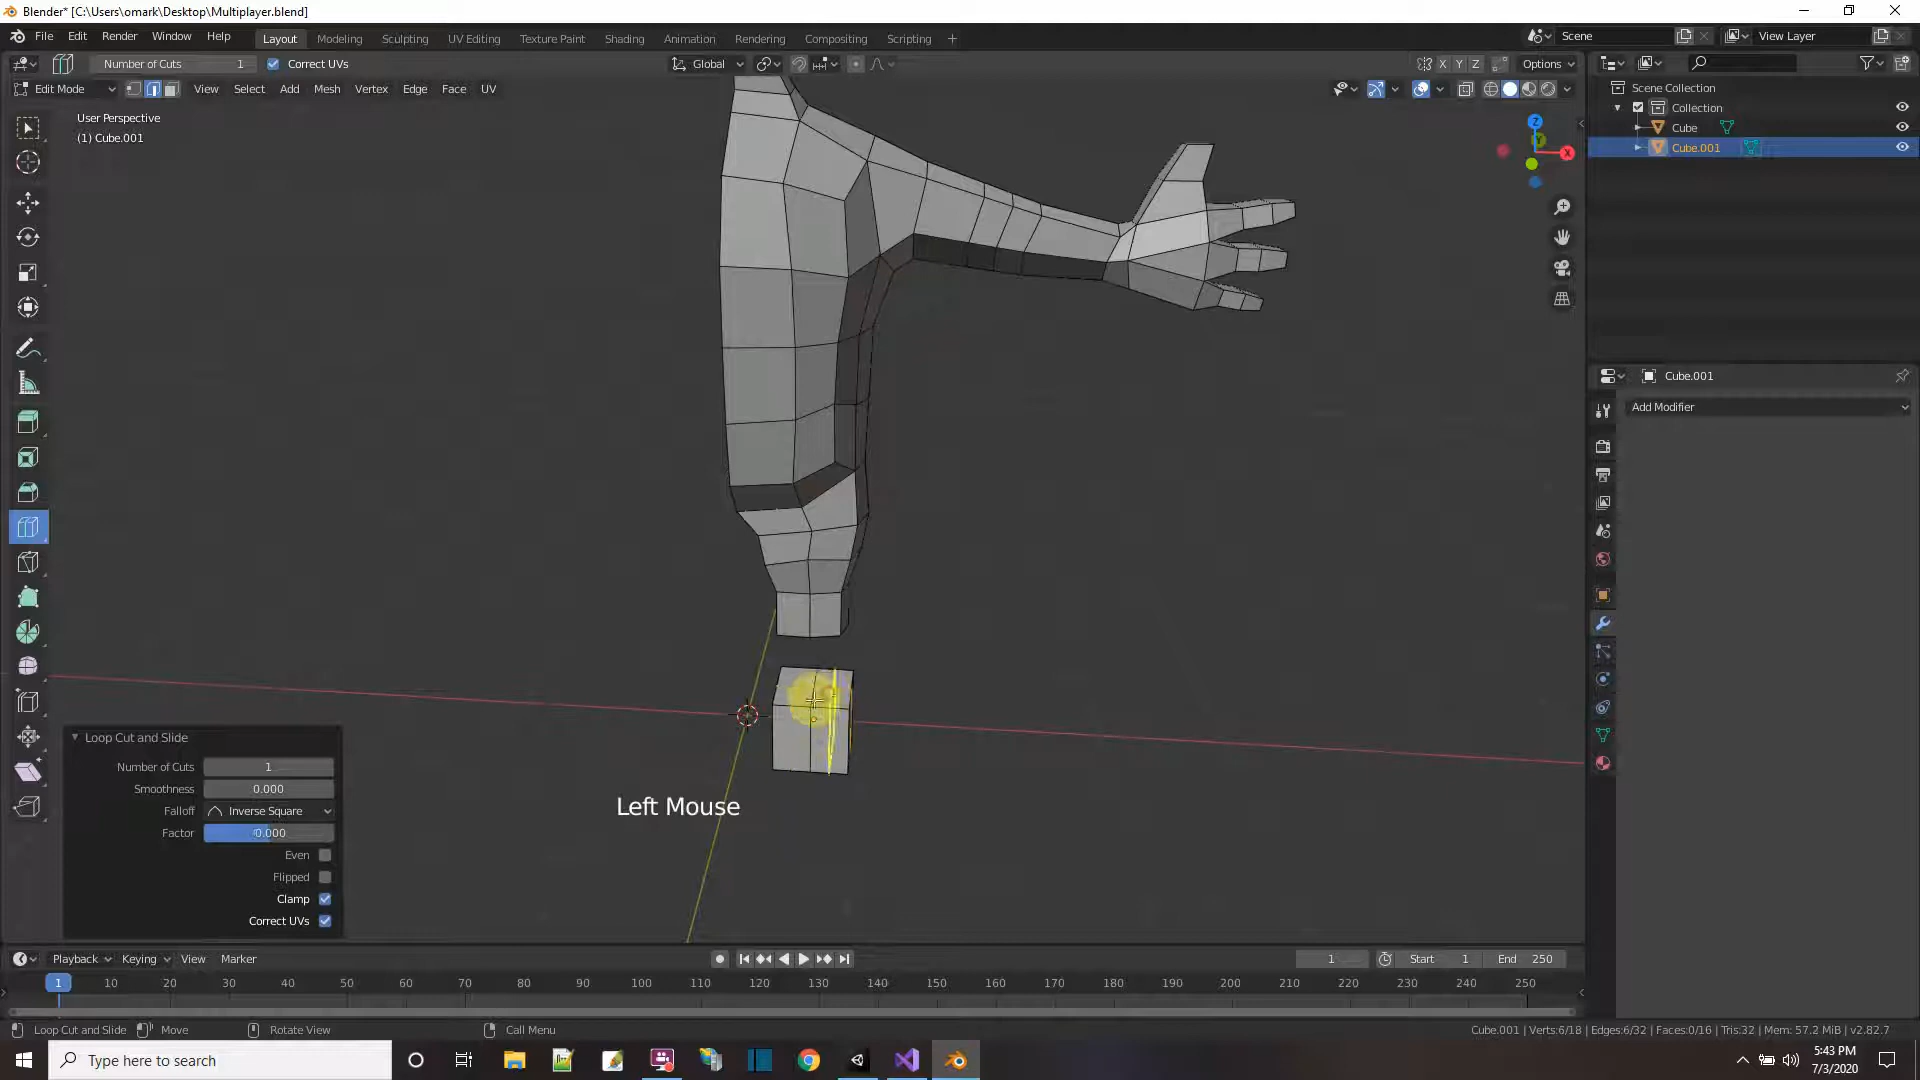 Blender* [C:\Users\omark\Desktop\Multiplayer.blend]
File Edit Render Window Help
Layout Modeling Sculpting UV Editing Texture Paint Shading Animation Rendering Compositing Scripting +
Scene
View Layer
Number of Cuts 1
Correct UVs
Global
X Y Z
Options
Edit Mode View Select Add Mesh Vertex Edge Face UV
User Perspective
(1) Cube.001
Z
X
Scene Collection
Collection
Cube
Cube.001
Cube.001
Add Modifier
Left Mouse
Loop Cut and Slide
Number of Cuts 1
Smoothness 0.000
Falloff Inverse Square
Factor 0.000
Even
Flipped
Clamp
Correct UVs
Playback Keying View Marker
1
Start 1
End 250
1 10 20 30 40 50 60 70 80 90 100 110 120 130 140 150 160 170 180 190 200 210 220 230 240 250
Loop Cut and Slide Move Rotate View Call Menu
Cube.001 | Verts:6/18 | Edges:6/32 | Faces:0/16 | Tris:32 | Mem: 57.2 MiB | v2.82.7
Type here to search
5:43 PM
7/3/2020